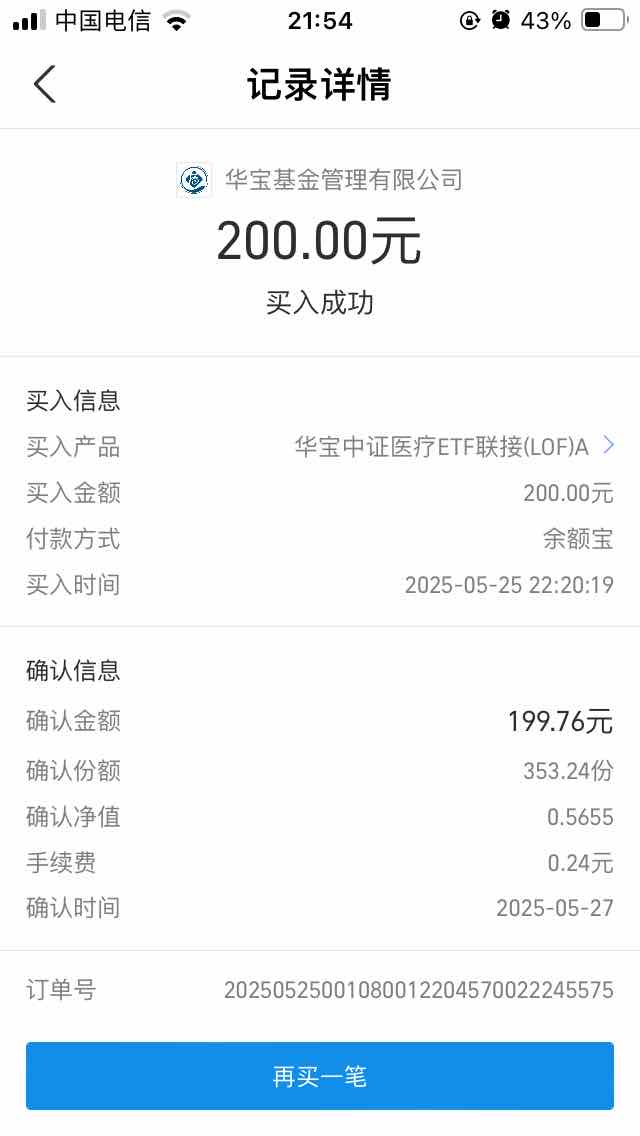 中国电信 21:54 43%
记录详情
华宝基金管理有限公司
200.00元
买入成功
买入信息
买入产品 华宝中证医疗ETF联接(LOF)A
买入金额 200.00元
付款方式 余额宝
买入时间 2025-05-25 22:20:19
确认信息
确认金额 199.76元
确认份额 353.24份
确认净值 0.5655
手续费 0.24元
确认时间 2025-05-27
订单号 20250525001080012204570022245575
再买一笔